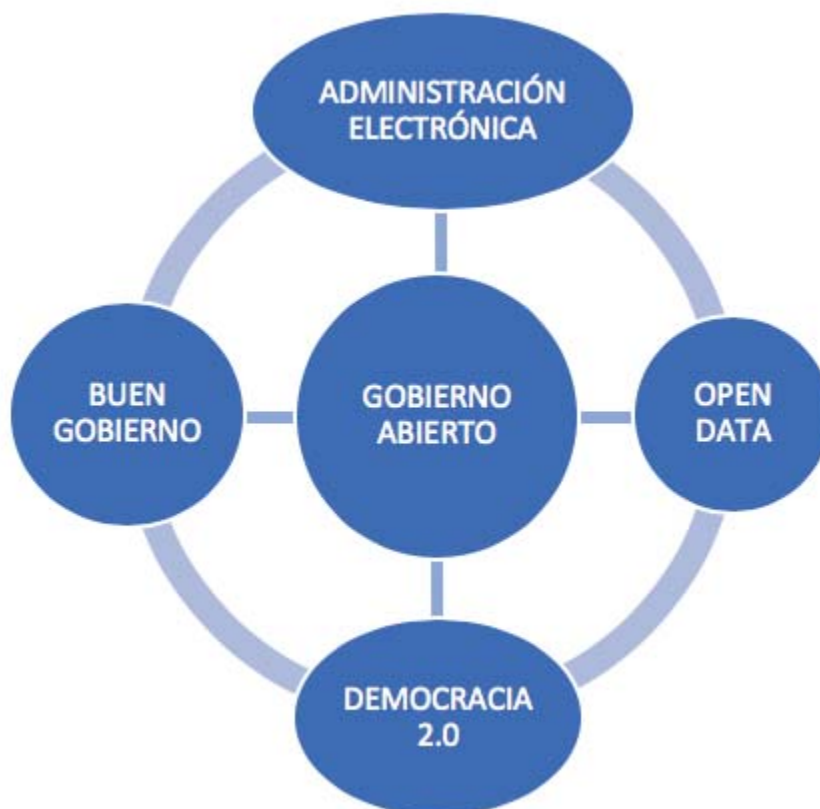 ADMINISTRACIÓN
ELECTRÓNICA
BUEN
GOBIERNO
GOBIERNO
ABIERTO
OPEN
DATA
DEMOCRACIA
2.0